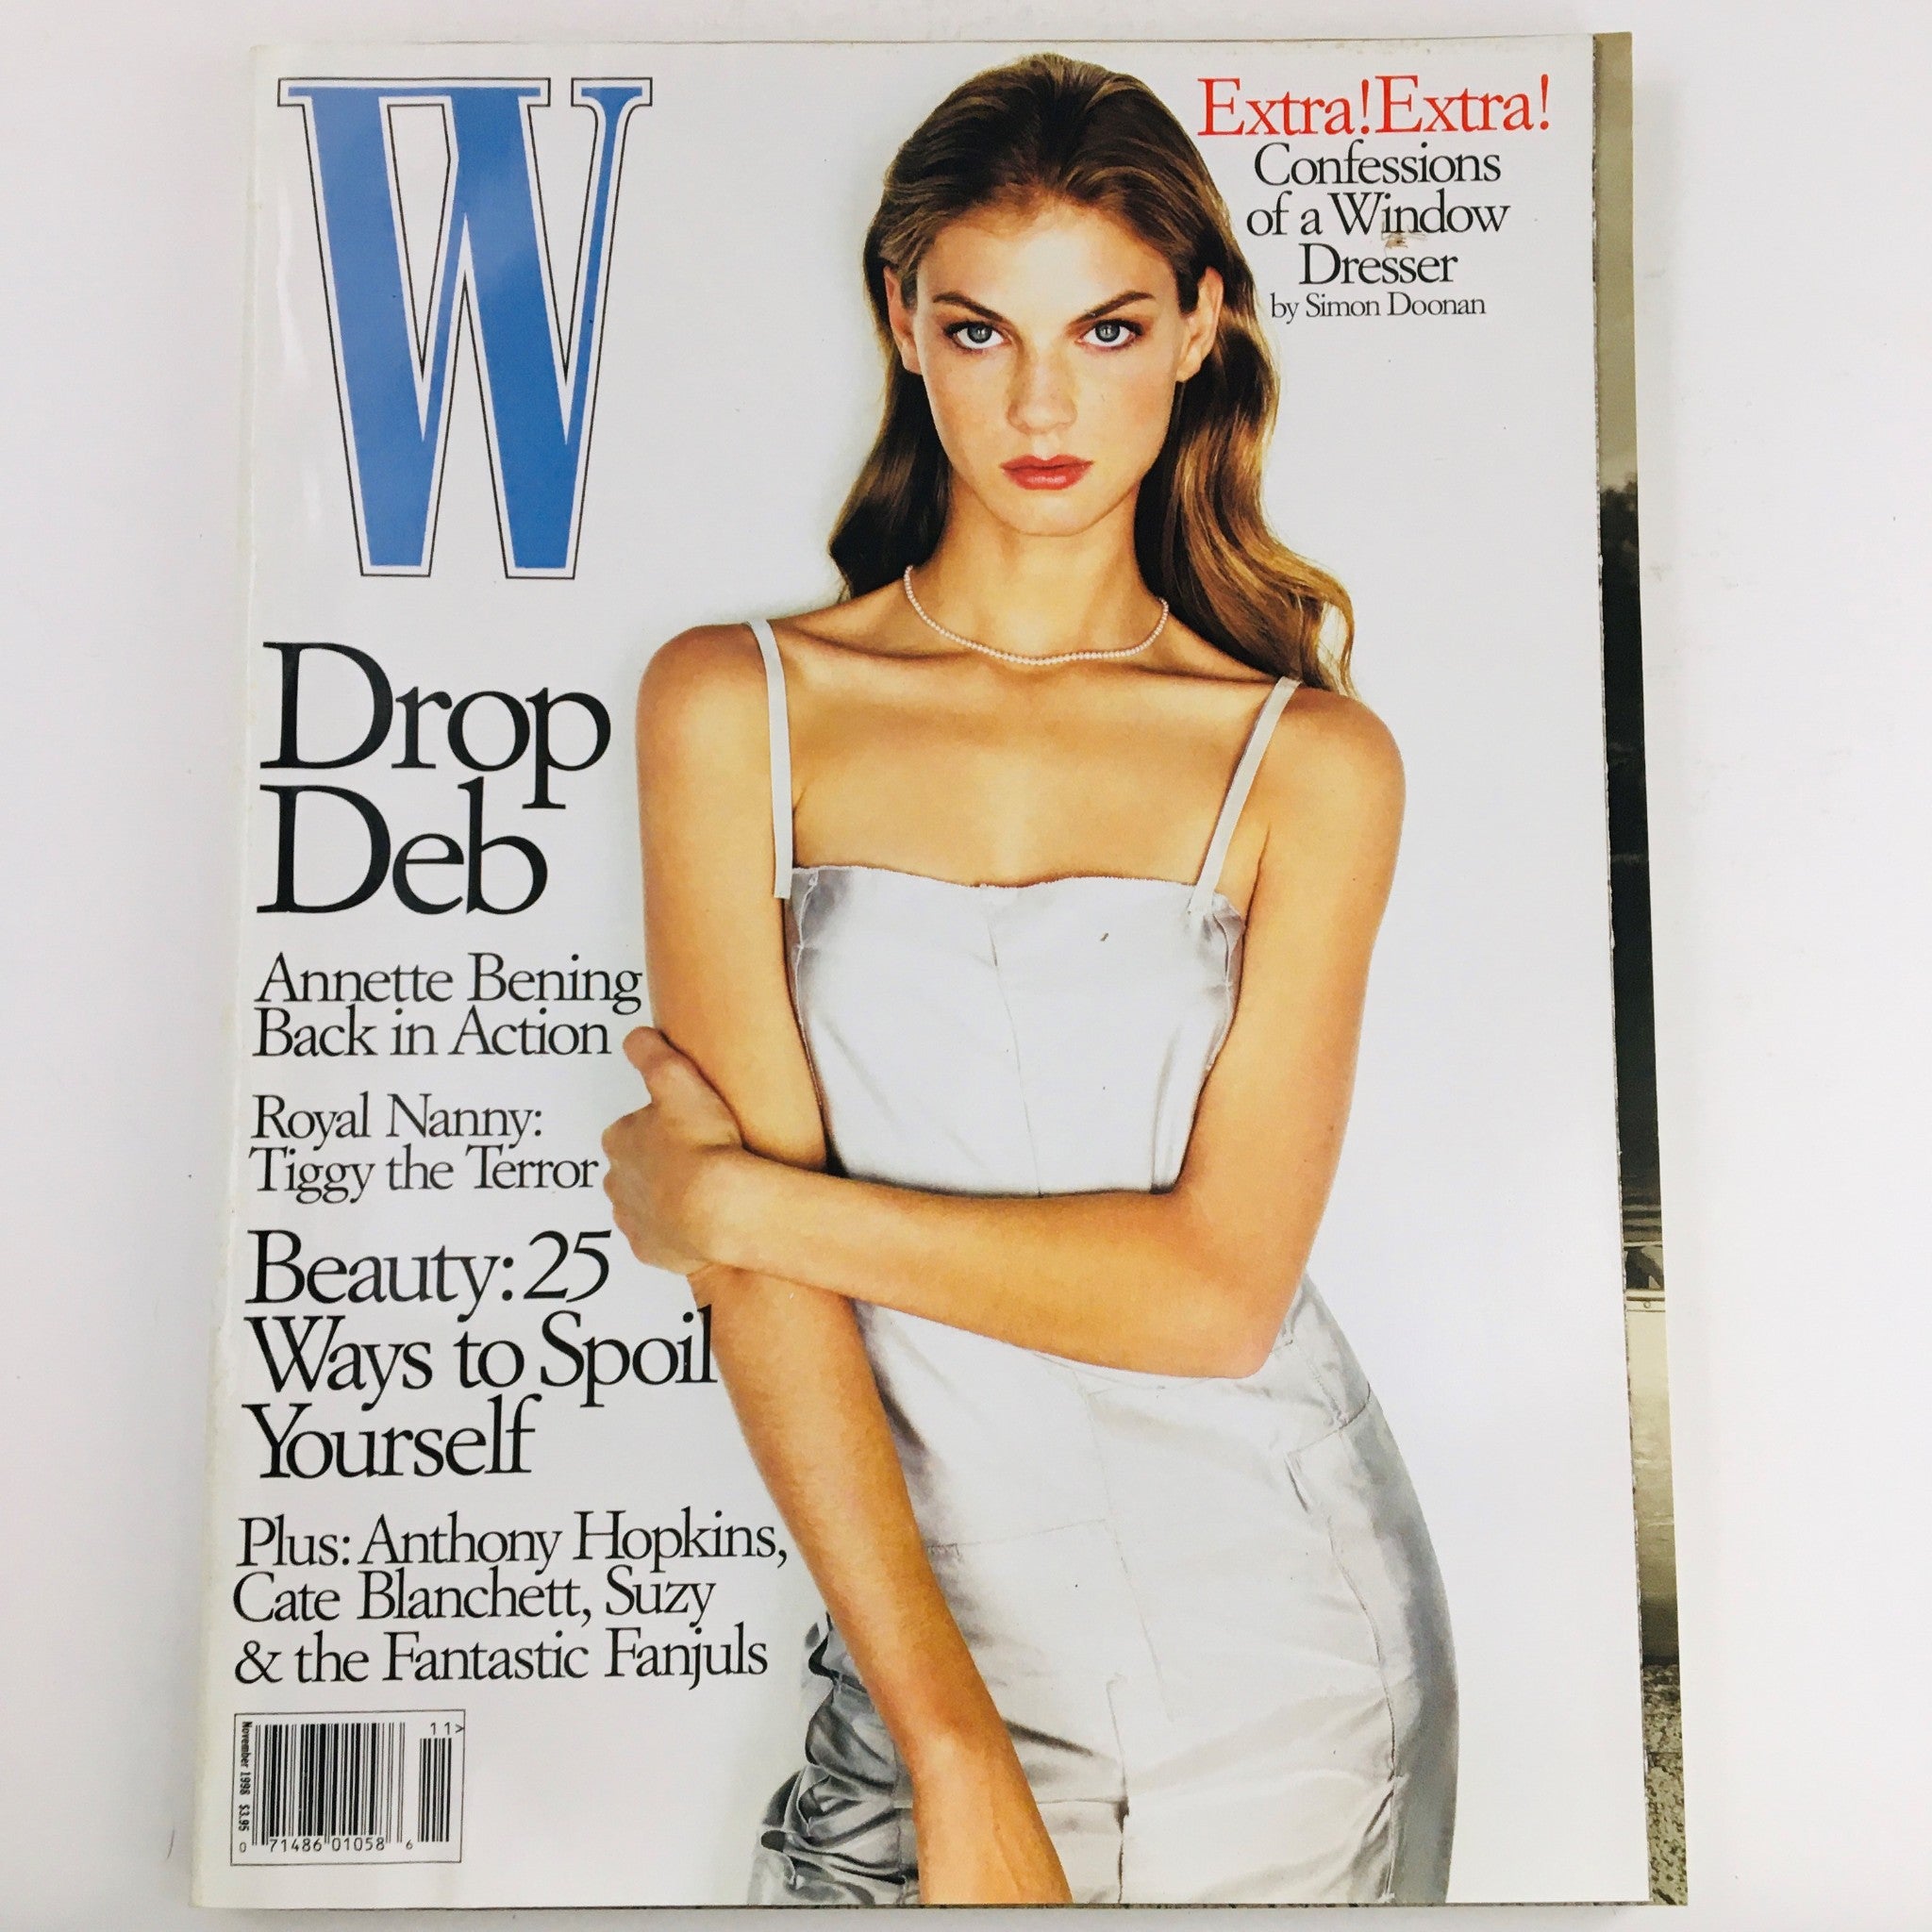 W
Extra! Extra!
Confessions
of a Window
Dresser
by Simon Doonan
Drop
Deb
Annette Bening
Back in Action
Royal Nanny:
Tiggy the Terror
Beauty: 25
Ways to Spoil
Yourself
Plus: Anthony Hopkins,
Cate Blanchett, Suzy
& the Fantastic Fanjuls
11>
November 1998 $3.95
0 71486 01058 6